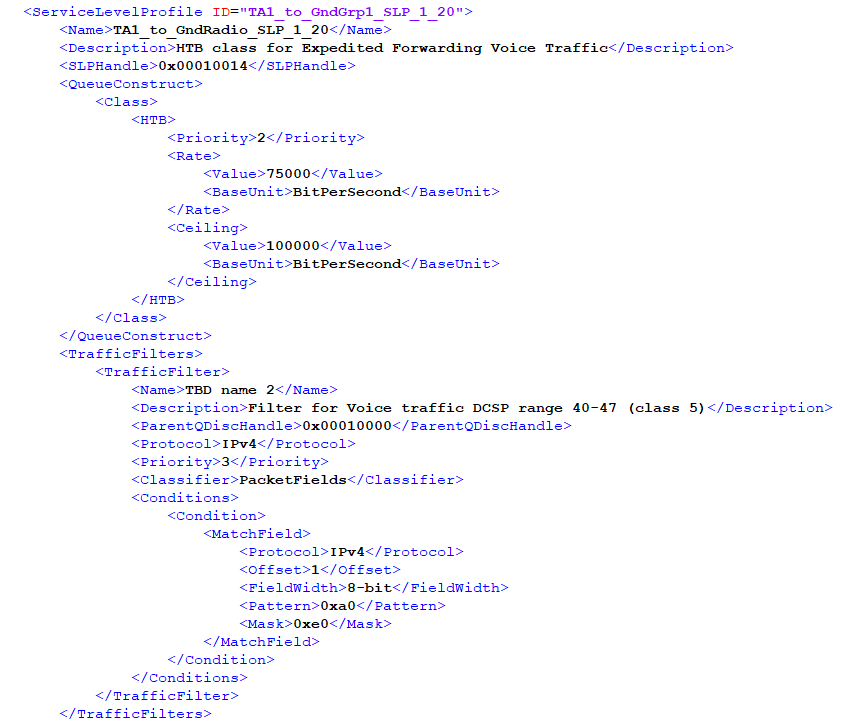 <ServiceLevelProfile ID="TA1_to_GndGrp1_SLP_1_20">
<Name>TA1_to_GndRadio_SLP_1_20</Name>
<Description>HTB class for Expedited Forwarding Voice Traffic</Description>
<SLPHandle>0x00010014</SLPHandle>
<QueueConstruct>
<Class>
<HTB>
<Priority>2</Priority>
<Rate>
<Value>75000</Value>
<BaseUnit>BitPerSecond</BaseUnit>
</Rate>
<Ceiling>
<Value>100000</Value>
<BaseUnit>BitPerSecond</BaseUnit>
</Ceiling>
</HTB>
</Class>
</QueueConstruct>
<TrafficFilters>
<TrafficFilter>
<Name>TBD name 2</Name>
<Description>Filter for Voice traffic DCSP range 40-47 (class 5)</Description>
<ParentQDiscHandle>0x00010000</ParentQDiscHandle>
<Protocol>IPv4</Protocol>
<Priority>3</Priority>
<Classifier>PacketFields</Classifier>
<Conditions>
<Condition>
<MatchField>
<Protocol>IPv4</Protocol>
<Offset>1</Offset>
<FieldWidth>8-bit</FieldWidth>
<Pattern>0xa0</Pattern>
<Mask>0xe0</Mask>
</MatchField>
</Condition>
</Conditions>
</TrafficFilter>
</TrafficFilters>